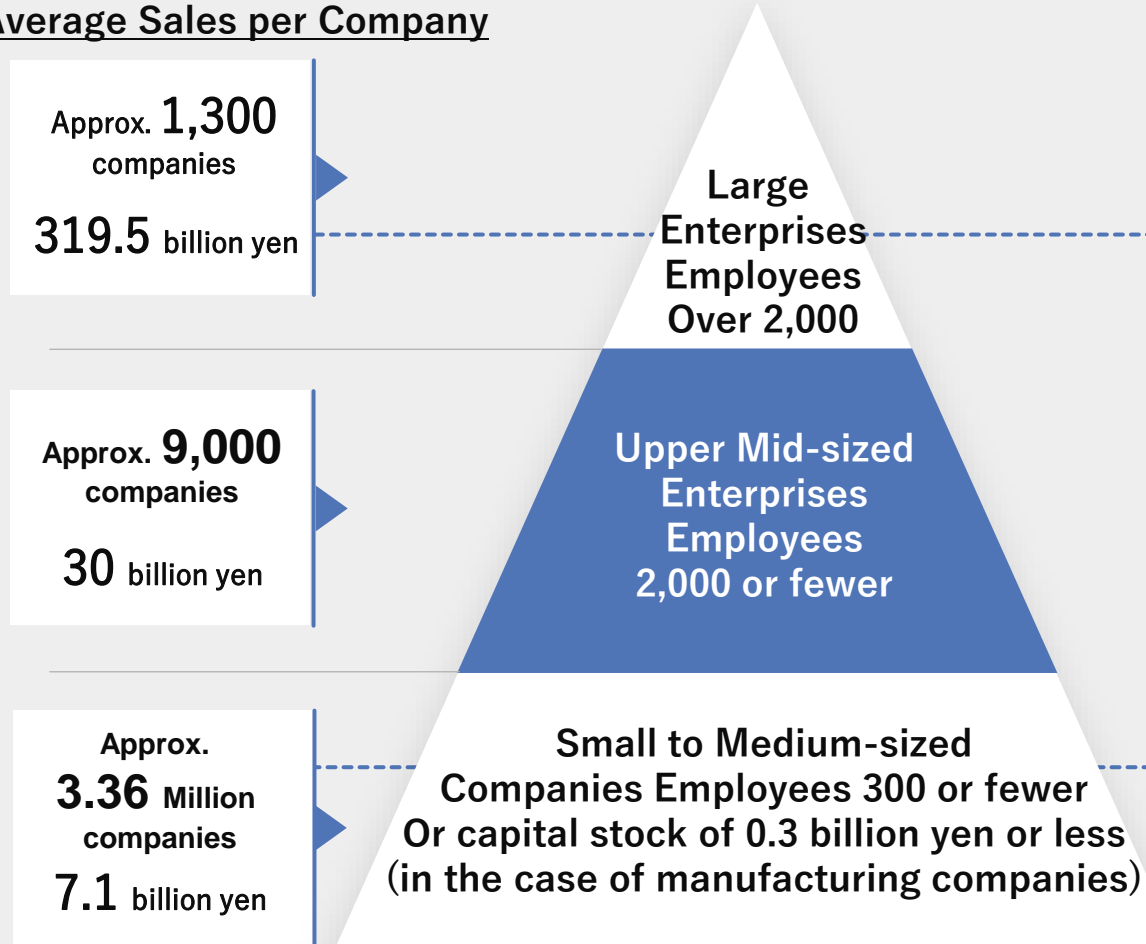 Average Sales per Company
Approx. 1,300
companies
319.5 billion yen
Large
Enterprises
Employees
Over 2,000
Approx. 9,000
companies
30 billion yen
Upper Mid-sized
Enterprises
Employees
2,000 or fewer
Approx.
3.36 Million
companies
7.1 billion yen
Small to Medium-sized
Companies Employees 300 or fewer
Or capital stock of 0.3 billion yen or less
(in the case of manufacturing companies)